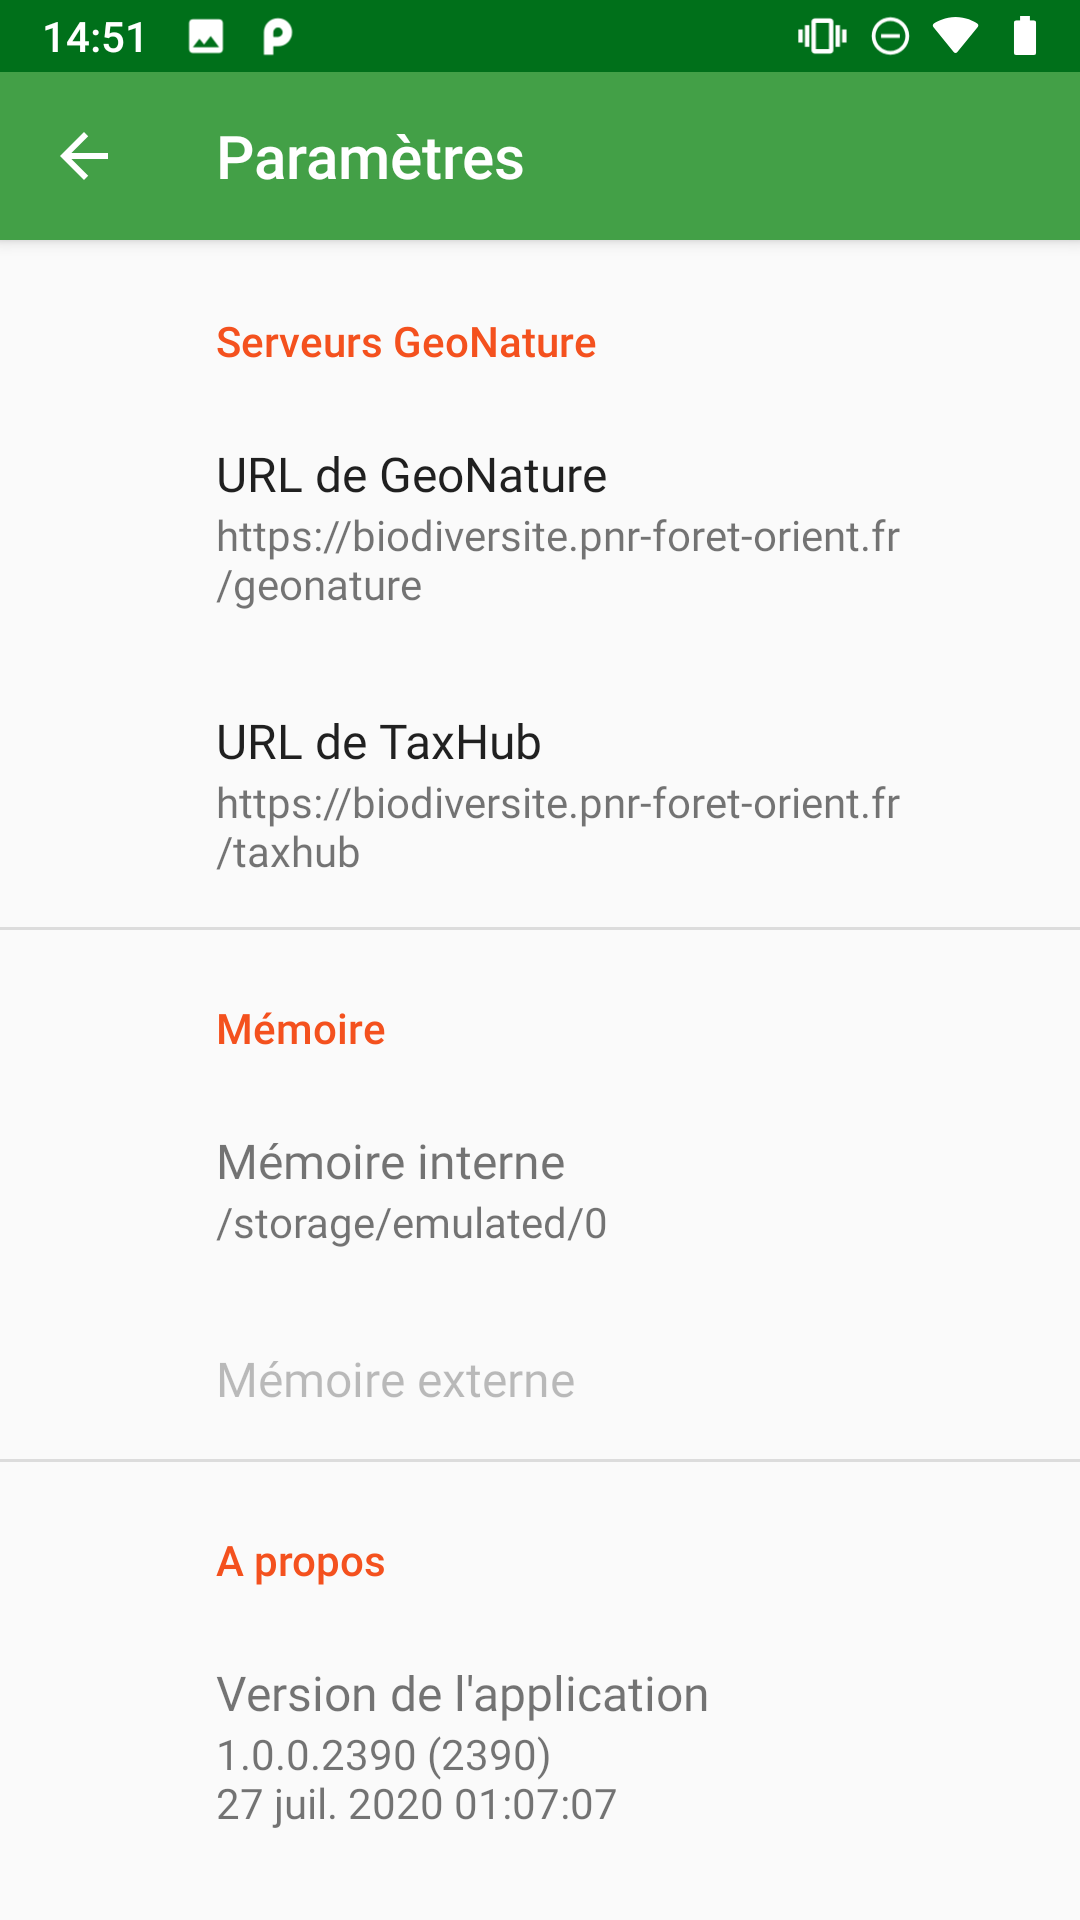 14:51
Paramètres
Serveurs GeoNature
URL de GeoNature
https://biodiversite.pnr-foret-orient.fr
/geonature
URL de TaxHub
https://biodiversite.pnr-foret-orient.fr
/taxhub
Mémoire
Mémoire interne
/storage/emulated/0
Mémoire externe
A propos
Version de l'application
1.0.0.2390 (2390)
27 juil. 2020 01:07:07